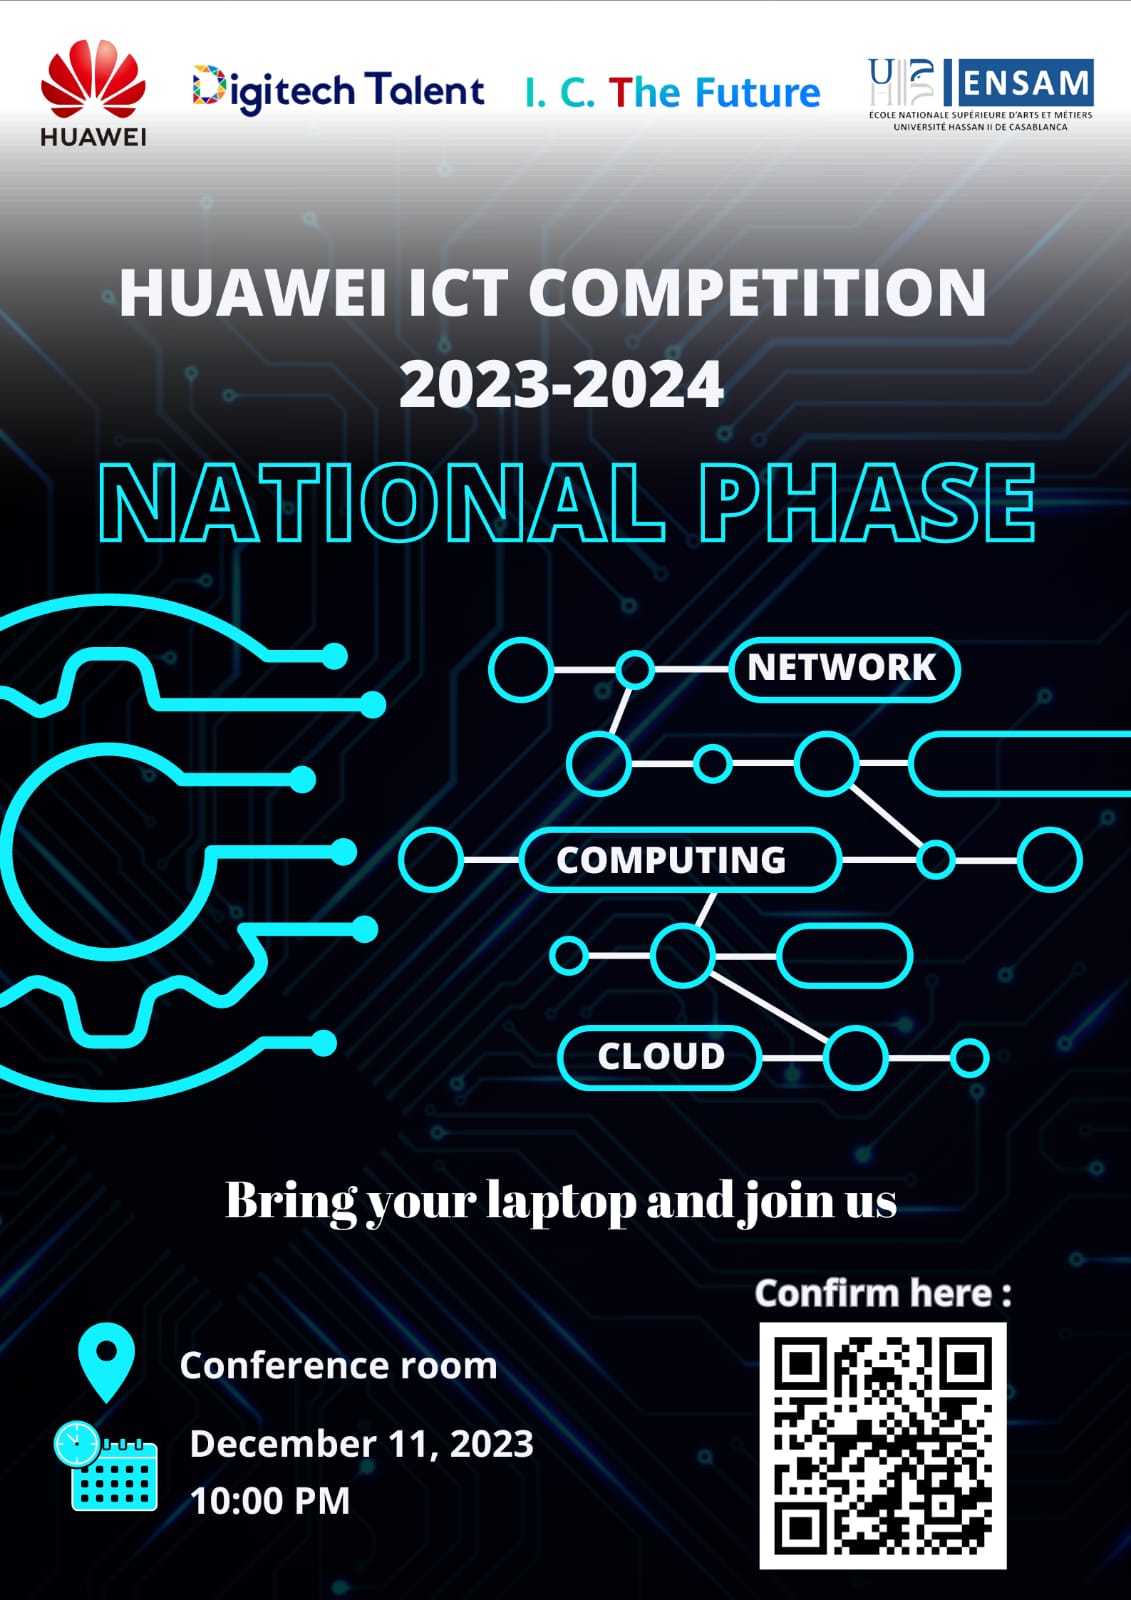 HUAWEI
Digitech Talent
I. C. The Future
UH2C
ENSAM
ÉCOLE NATIONALE SUPÉRIEURE D'ARTS ET MÉTIERS
UNIVERSITÉ HASSAN II DE CASABLANCA
HUAWEI ICT COMPETITION
2023-2024
NATIONAL PHASE
NETWORK
COMPUTING
CLOUD
Bring your laptop and join us
Confirm here :
Conference room
December 11, 2023
10:00 PM